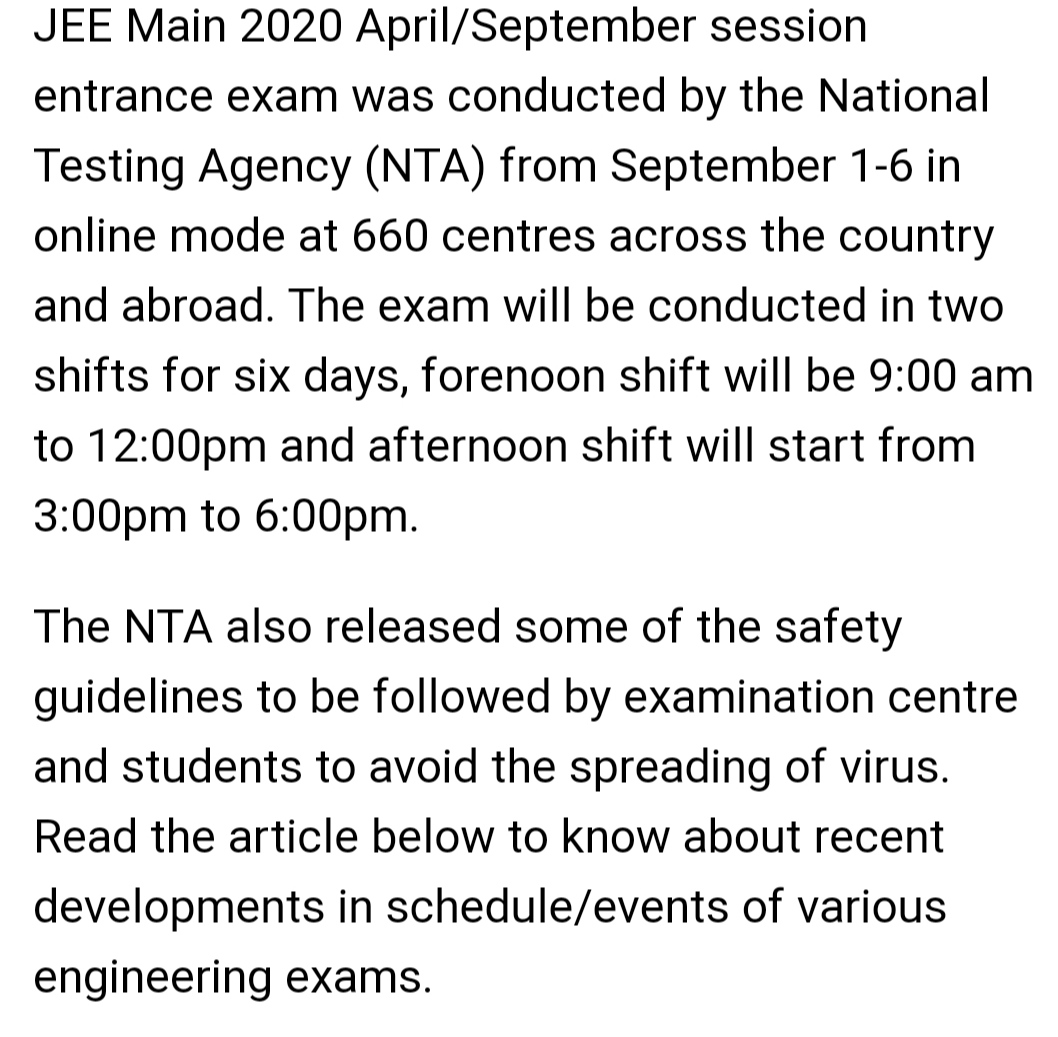 JEE Main 2020 April/September session
entrance exam was conducted by the National
Testing Agency (NTA) from September 1-6 in
online mode at 660 centres across the country
and abroad. The exam will be conducted in two
shifts for six days, forenoon shift will be 9:00 am
to 12:00pm and afternoon shift will start from
3:00pm to 6:00pm.
The NTA also released some of the safety
guidelines to be followed by examination centre
and students to avoid the spreading of virus.
Read the article below to know about recent
developments in schedule/events of various
engineering exams.